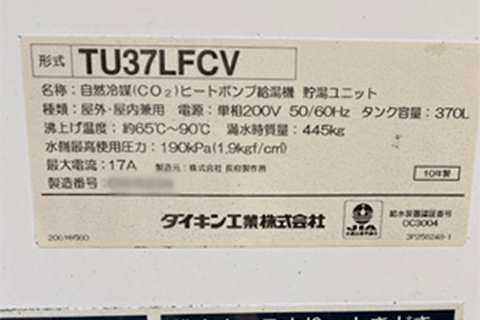 形式 TU37LFCV
名称：自然冷媒(CO₂)ヒートポンプ給湯機 貯湯ユニット
種類：屋外・屋内兼用 電源：単相200V 50/60Hz タンク容量：370L
沸上げ温度：約65℃～90℃ 満水時質量：445kg
水側最高使用圧力：190kPa(1.9kgf/cm²)
最大電流：17A 製造元：株式会社 長府製作所
製造番号 10年製
ダイキン工業株式会社 JIA 給水装置認証番号
0C3004
3P256248-1